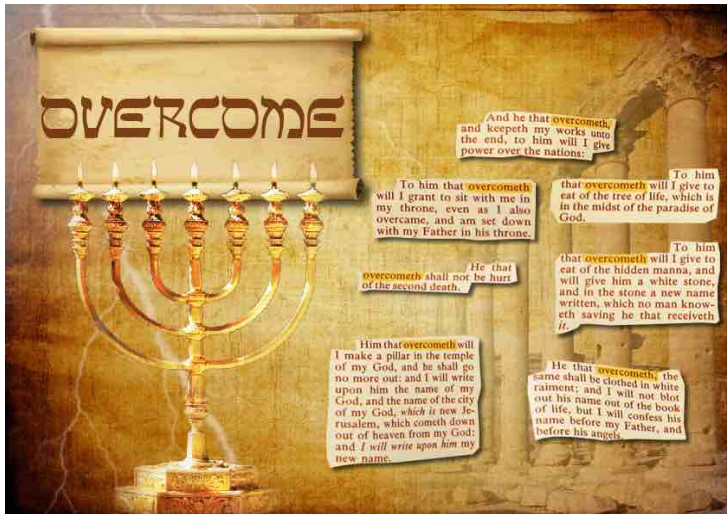 OVERCOME
And he that overcometh,
and keepeth my works unto
the end, to him will I give
power over the nations:
To him that overcometh
will I grant to sit with me in
my throne, even as I also
overcame, and am set down
with my Father in his throne.
To him
that overcometh will I give to
eat of the tree of life, which is
in the midst of the paradise of
God.
He that
overcometh shall not be hurt
of the second death.
To him
that overcometh will I give to
eat of the hidden manna, and
will give him a white stone,
and in the stone a new name
written, which no man know-
eth saving he that receiveth
it.
Him that overcometh will
I make a pillar in the temple
of my God, and he shall go
no more out: and I will write
upon him the name of my
God, and the name of the city
of my God, which is new Je-
rusalem, which cometh down
out of heaven from my God:
and I will write upon him my
new name.
He that overcometh, the
same shall be clothed in white
raiment; and I will not blot
out his name out of the book
of life, but I will confess his
name before my Father, and
before his angels.